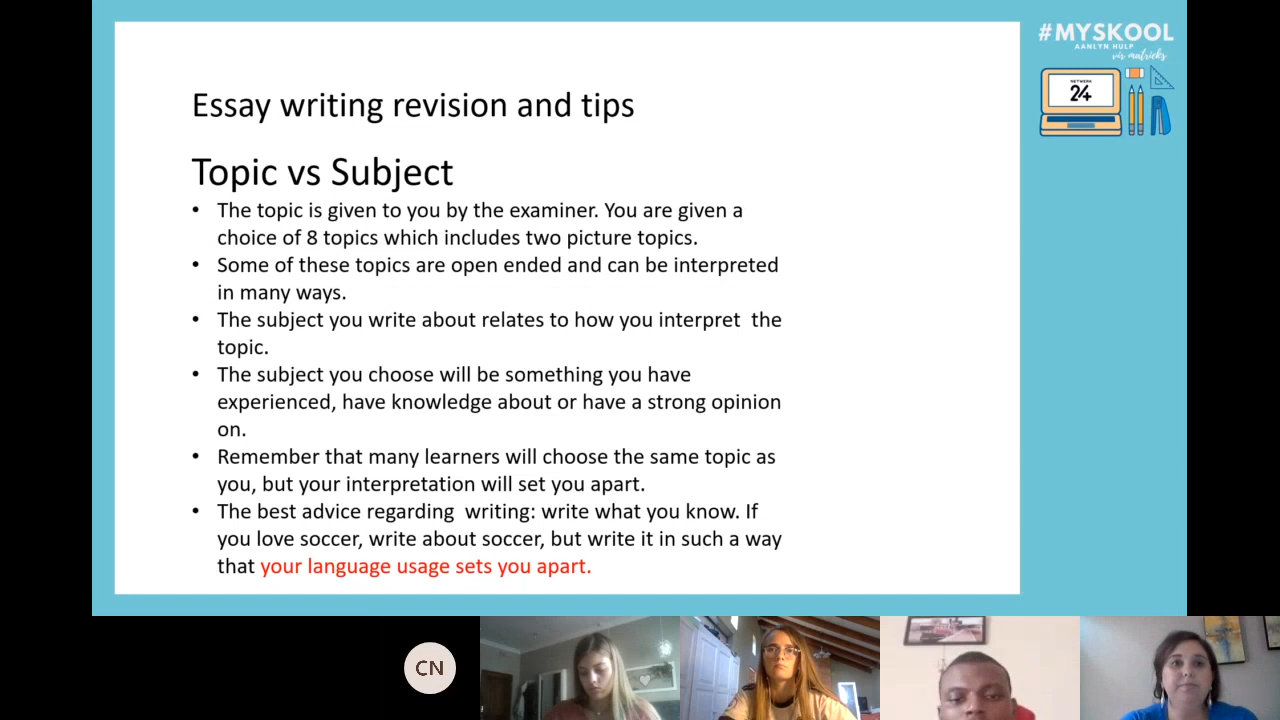 Essay writing revision and tips
Topic vs Subject
• The topic is given to you by the examiner. You are given a
choice of 8 topics which includes two picture topics.
• Some of these topics are open ended and can be interpreted
in many ways.
• The subject you write about relates to how you interpret  the
topic.
• The subject you choose will be something you have
experienced, have knowledge about or have a strong opinion
on.
• Remember that many learners will choose the same topic as
you, but your interpretation will set you apart.
• The best advice regarding  writing: write what you know. If
you love soccer, write about soccer, but write it in such a way
that your language usage sets you apart.
#MYSKOOL
AANLYN HULP
vir matrieks
NETWERK
24
CN